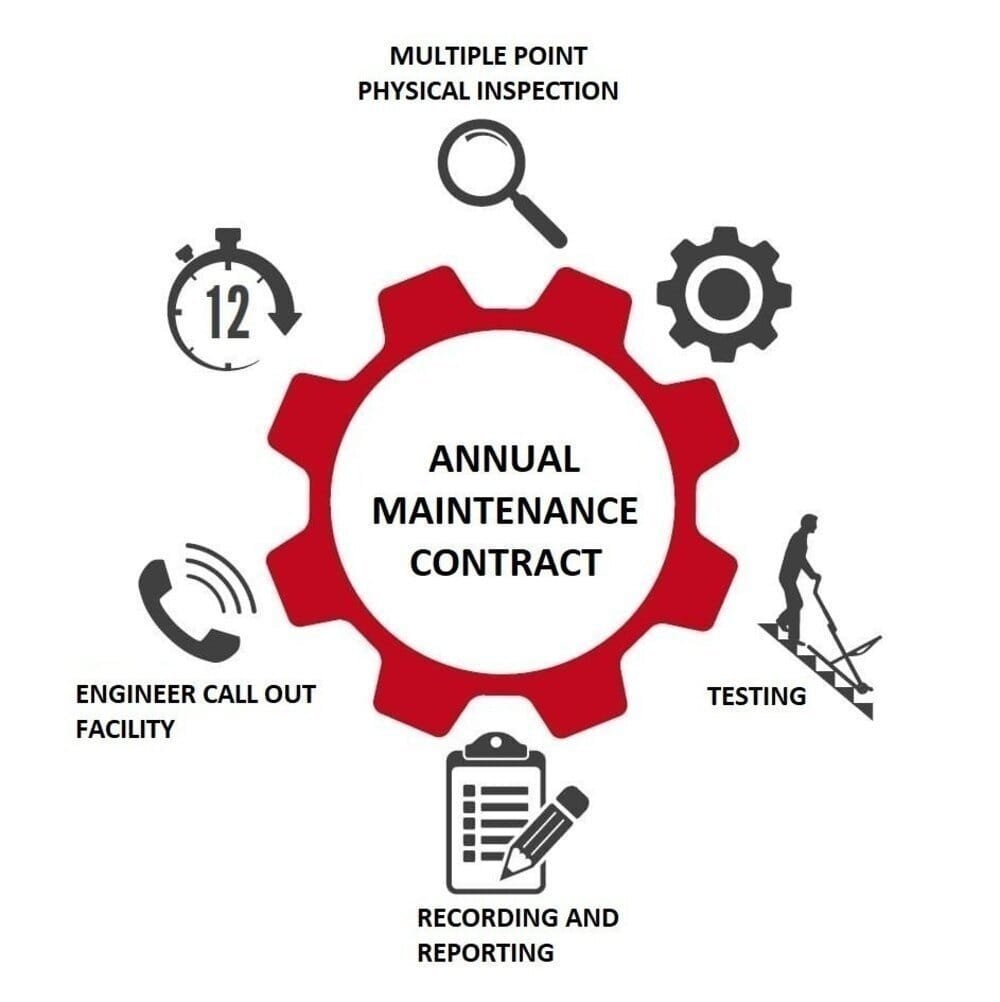 MULTIPLE POINT
PHYSICAL INSPECTION
12
ANNUAL
MAINTENANCE
CONTRACT
ENGINEER CALL OUT
FACILITY
TESTING
RECORDING AND
REPORTING